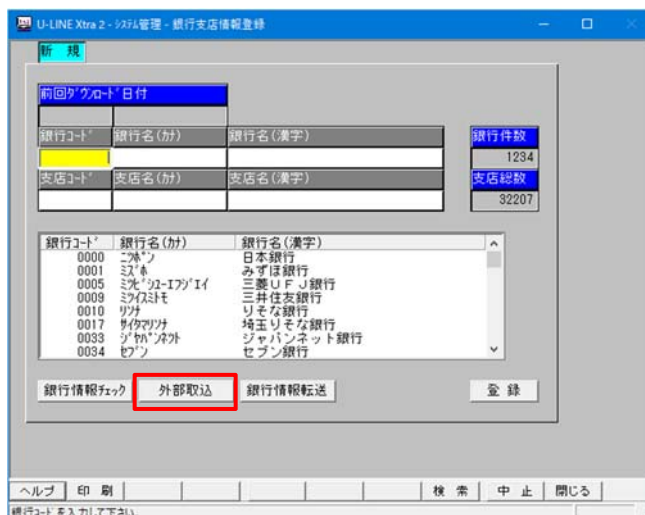 U-LINE Xtra 2 - ｼｽﾃﾑ管理 - 銀行支店情報登録
新　規
前回ﾀﾞｳﾝﾛｰﾄﾞ日付
銀行ｺｰﾄﾞ 銀行名(ｶﾅ) 銀行名(漢字) 銀行件数
1234
支店ｺｰﾄﾞ 支店名(ｶﾅ) 支店名(漢字) 支店総数
32207
銀行ｺｰﾄﾞ 銀行名(ｶﾅ) 銀行名(漢字)
0000 ﾆﾂﾎﾟﾝ 日本銀行
0001 ﾐｽﾞﾎ みずほ銀行
0005 ﾐﾂﾋﾞｼﾕｰｴﾌｼﾞｴｲ 三菱ＵＦＪ銀行
0009 ﾐﾂｲｽﾐﾄﾓ 三井住友銀行
0010 ﾘｿﾅ りそな銀行
0017 ｻｲﾀﾏﾘｿﾅ 埼玉りそな銀行
0033 ｼﾞﾔﾊﾟﾝﾈﾂﾄ ジャパンネット銀行
0034 ｾﾌﾞﾝ セブン銀行
銀行情報ﾁｪｯｸ 外部取込 銀行情報転送 登 録
ヘルプ 印 刷 検 索 中 止 閉じる
銀行ｺｰﾄﾞを入力して下さい。